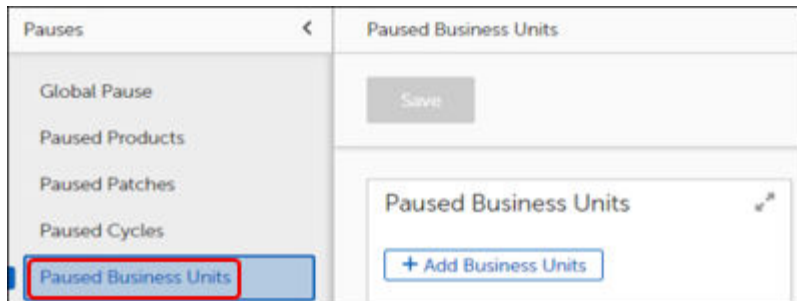 Pauses
Global Pause
Paused Products
Paused Patches
Paused Cycles
Paused Business Units
Paused Business Units
Save
Paused Business Units
+ Add Business Units